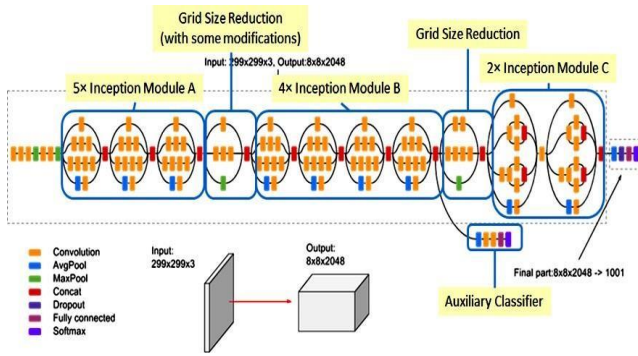 Grid Size Reduction
(with some modifications)
Grid Size Reduction
Input: 299x299x3, Output:8x8x2048
5× Inception Module A
4× Inception Module B
2× Inception Module C
Convolution
AvgPool
MaxPool
Concat
Dropout
Fully connected
Softmax
Input:
299x299x3
Output:
8x8x2048
Auxiliary Classifier
Final part:8x8x2048 -> 1001